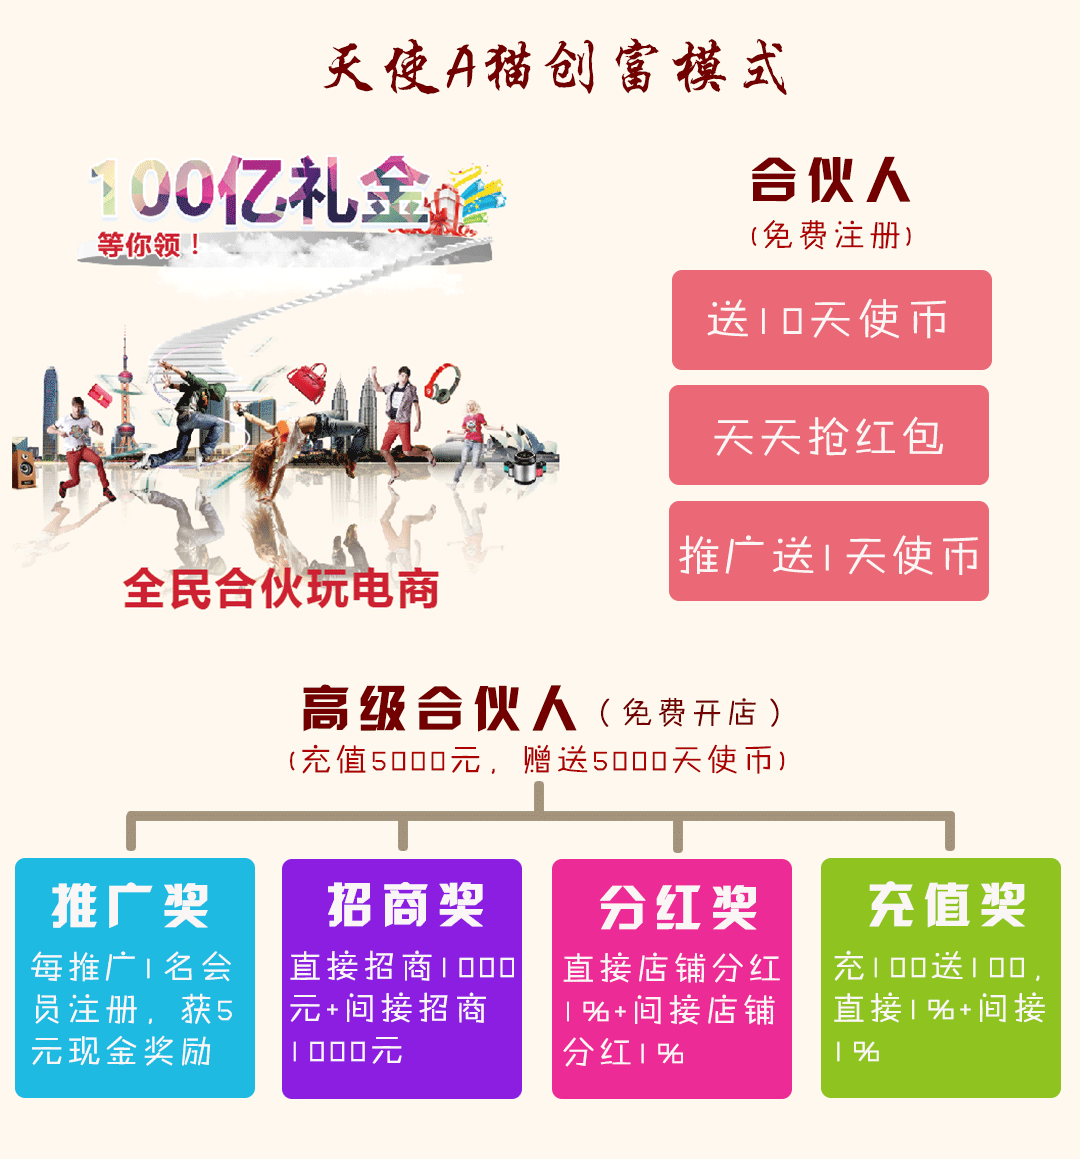 天使A猫创富模式
100亿礼金
等你领！
全民合伙玩电商
合伙人
(免费注册)
送10天使币
天天抢红包
推广送1天使币
高级合伙人（免费开店）
(充值5000元，赠送5000天使币)
推广奖
每推广1名会
员注册，获5
元现金奖励
招商奖
直接招商1000
元+间接招商
1000元
分红奖
直接店铺分红
1%+间接店铺
分红1%
充值奖
充100送100，
直接1%+间接
1%